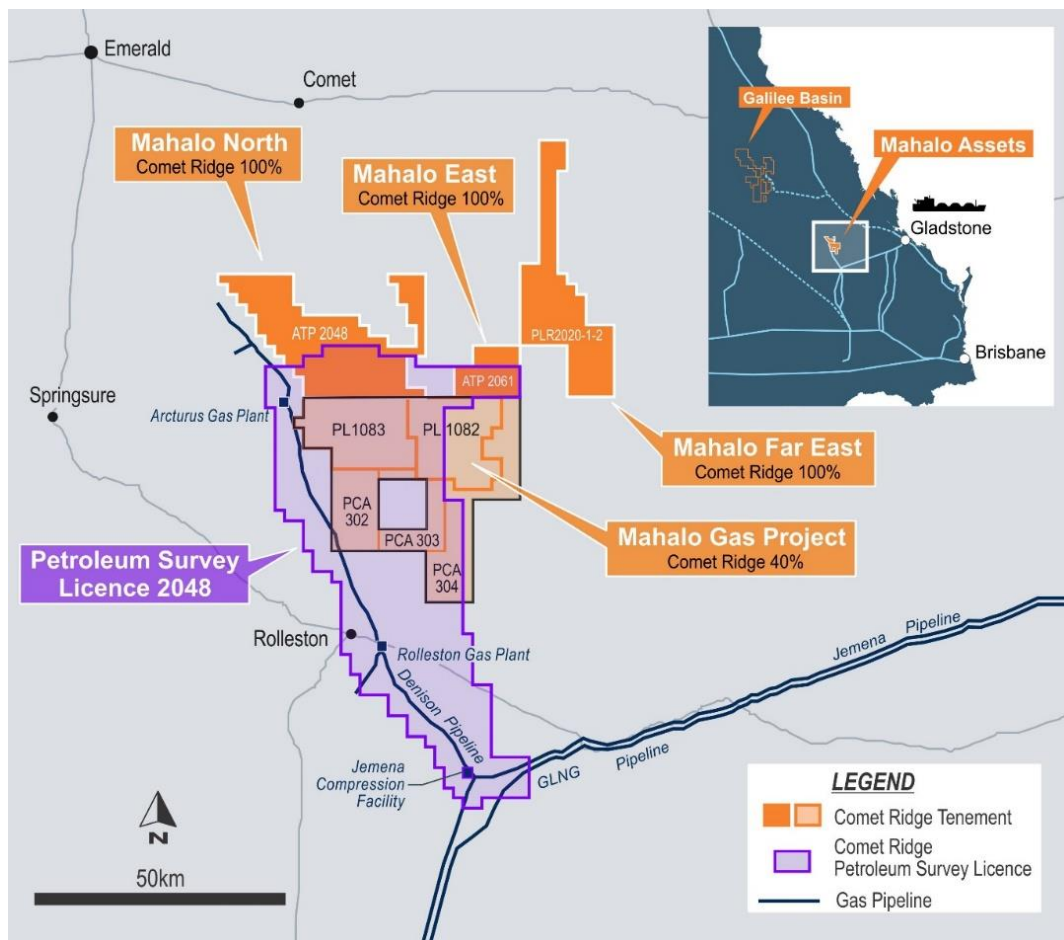 Emerald
Comet
Mahalo North
Comet Ridge 100%
Mahalo East
Comet Ridge 100%
Galilee Basin
Mahalo Assets
Gladstone
Brisbane
ATP 2048
PLR2020-1-2
ATP 2061
Springsure
Arcturus Gas Plant
PL1083
PL 1082
Mahalo Far East
Comet Ridge 100%
PCA
302
PCA 303
PCA
304
Mahalo Gas Project
Comet Ridge 40%
Petroleum Survey
Licence 2048
Rolleston
Rolleston Gas Plant
Denison Pipeline
Jemena Pipeline
Jemena
Compression
Facility
GLNG Pipeline
N
50km
LEGEND
Comet Ridge Tenement
Comet Ridge
Petroleum Survey Licence
Gas Pipeline